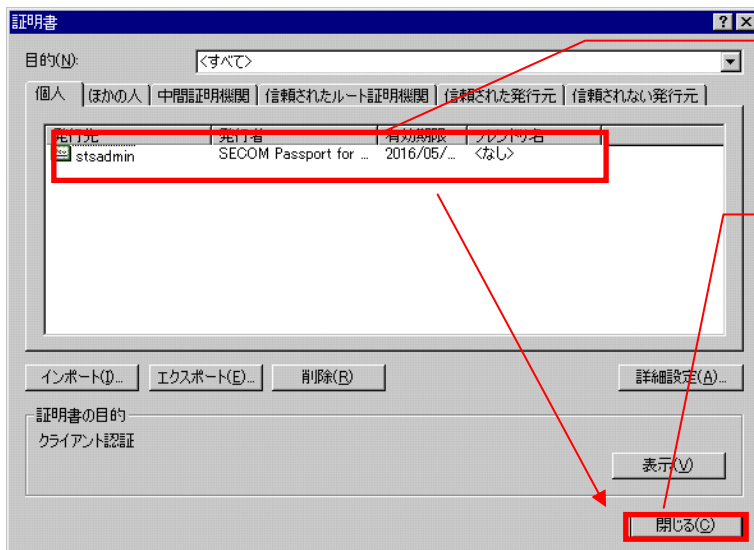 証明書
目的(N):
<すべて>
個人 ほかの人 中間証明機関 信頼されたルート証明機関 信頼された発行元 信頼されない発行元
発行先 発行者 有効期限 フレンドリ名
stsadmin SECOM Passport for ... 2016/05/... <なし>
インポート(I)... エクスポート(E)... 削除(R) 詳細設定(A)...
証明書の目的
クライアント認証
表示(V)
閉じる(C)